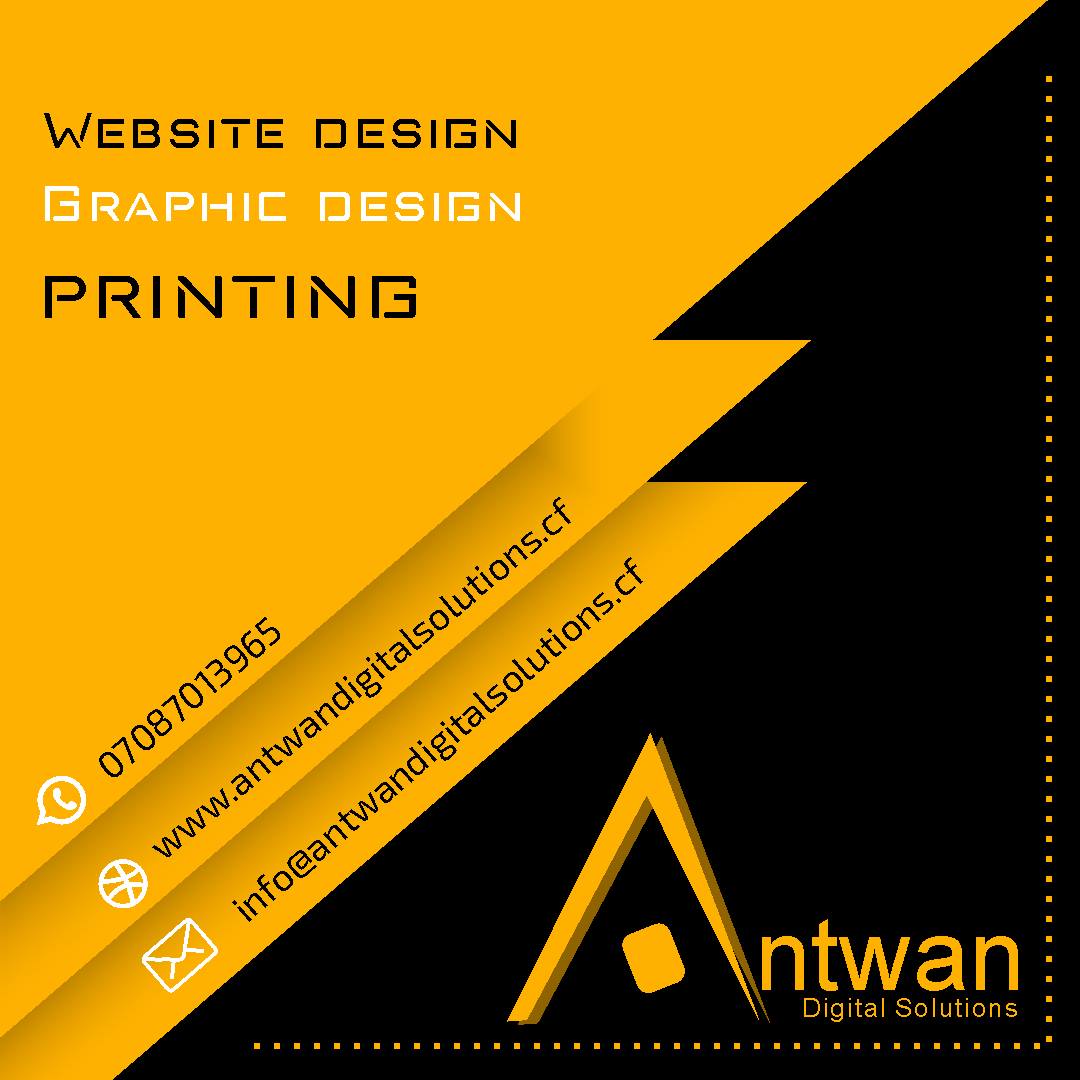 Website design
Graphic design
PRINTING
07087013965
www.antwandigitalsolutions.cf
info@antwandigitalsolutions.cf
Antwan
Digital Solutions